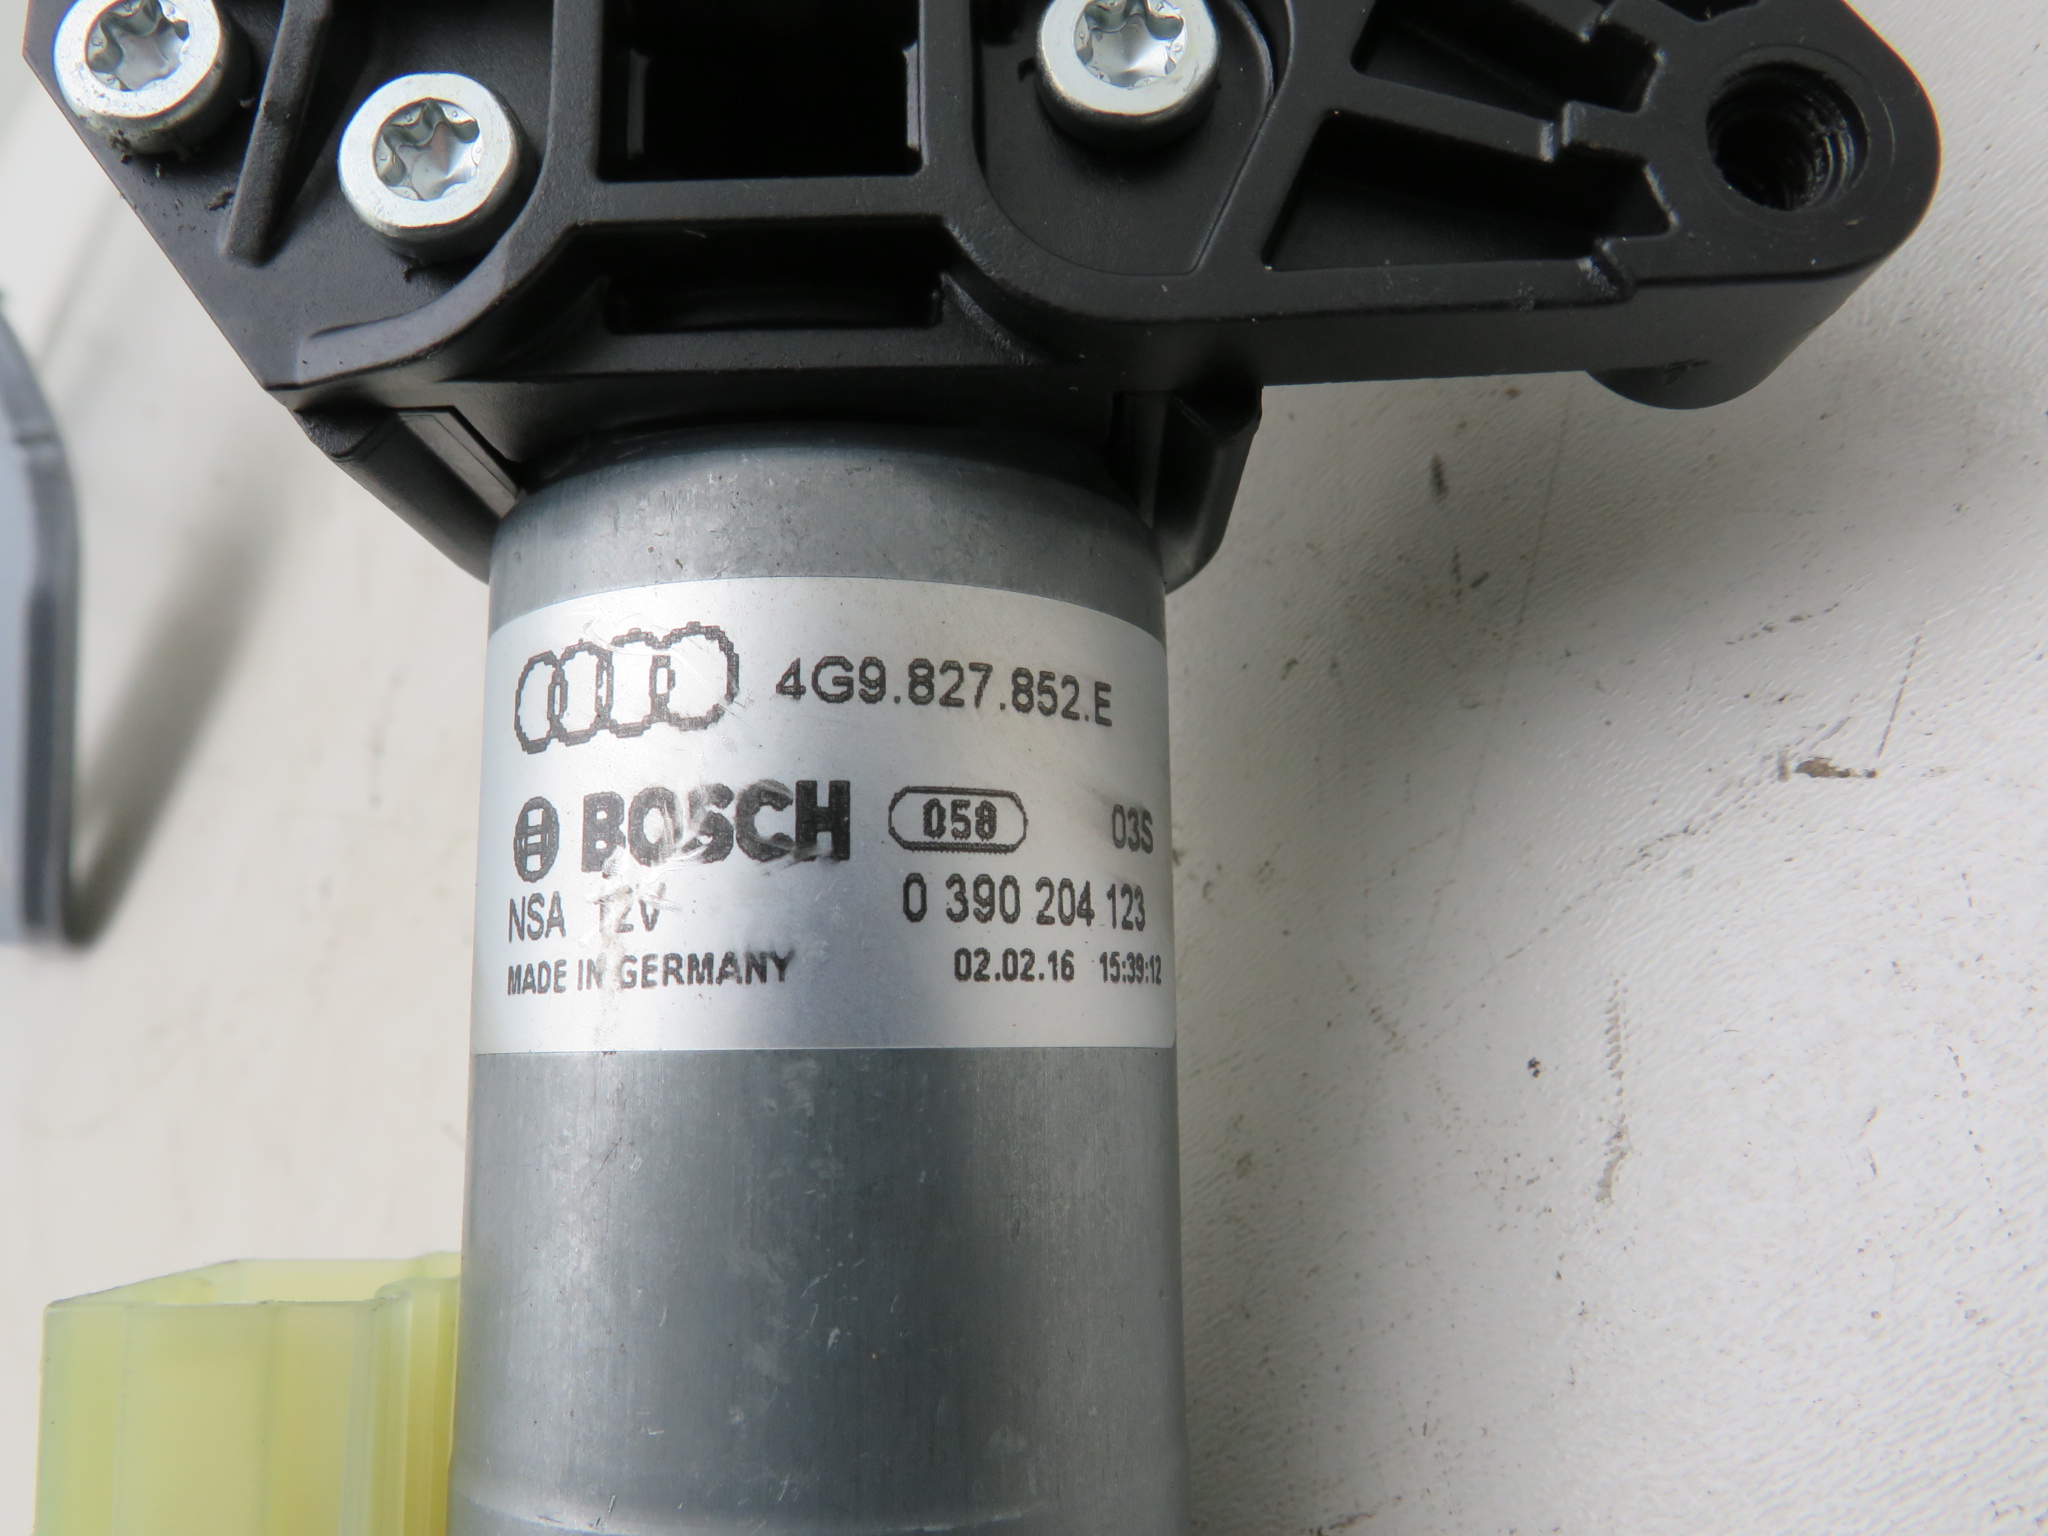 4G9.827.852.E
BOSCH 058 03S
NSA 12V 0 390 204 123
MADE IN GERMANY 02.02.16 15:39:12